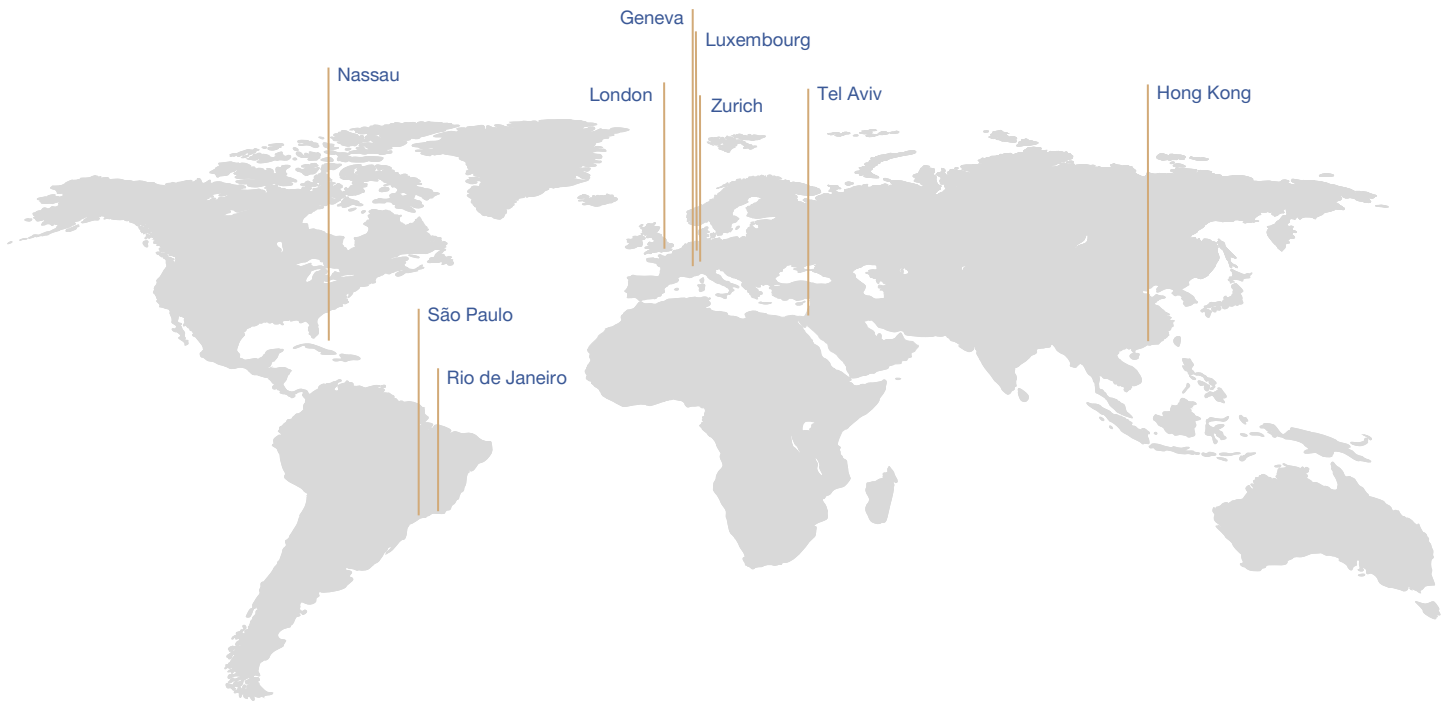 Geneva
Luxembourg
Nassau
London
Zurich
Tel Aviv
Hong Kong
São Paulo
Rio de Janeiro